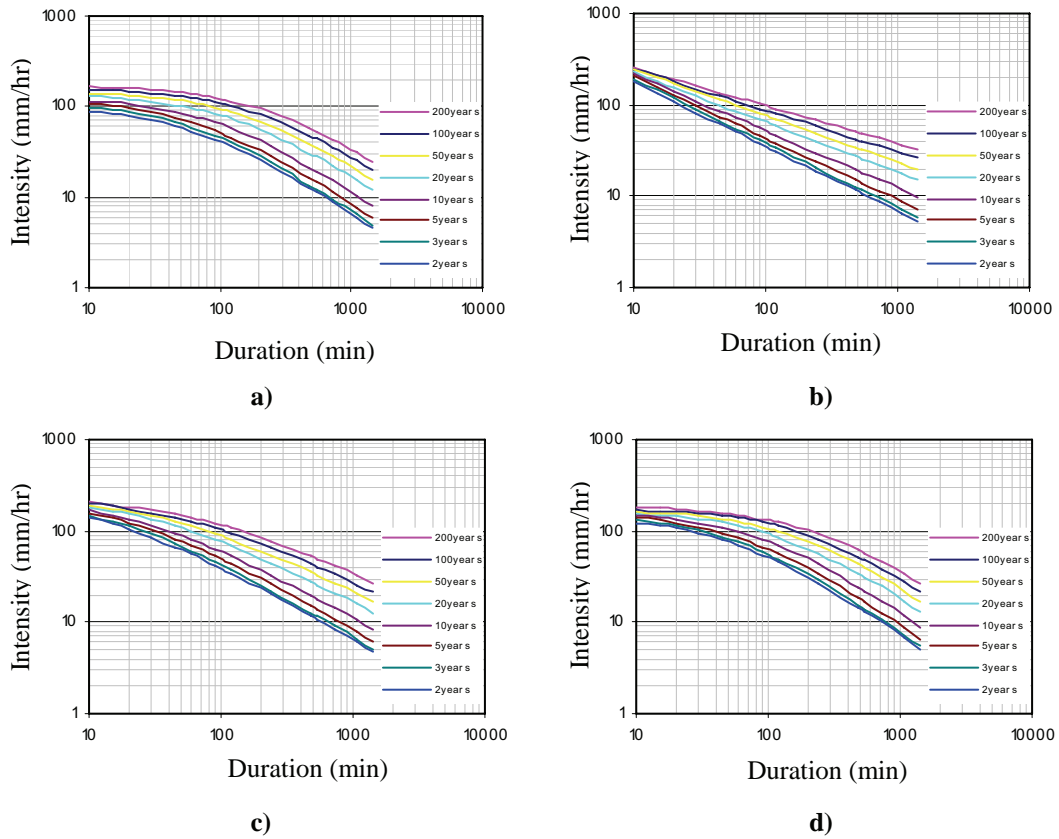 1000
100
10
1
Intensity (mm/hr)
200year s
100year s
50year s
20year s
10year s
5year s
3year s
2year s
10 100 1000 10000
Duration (min)
a)
1000
100
10
1
Intensity (mm/hr)
200year s
100year s
50year s
20year s
10year s
5year s
3year s
2year s
10 100 1000 10000
Duration (min)
b)
1000
100
10
1
Intensity (mm/hr)
200year s
100year s
50year s
20year s
10year s
5year s
3year s
2year s
10 100 1000 10000
Duration (min)
c)
1000
100
10
1
Intensity (mm/hr)
200year s
100year s
50year s
20year s
10year s
5year s
3year s
2year s
10 100 1000 10000
Duration (min)
d)